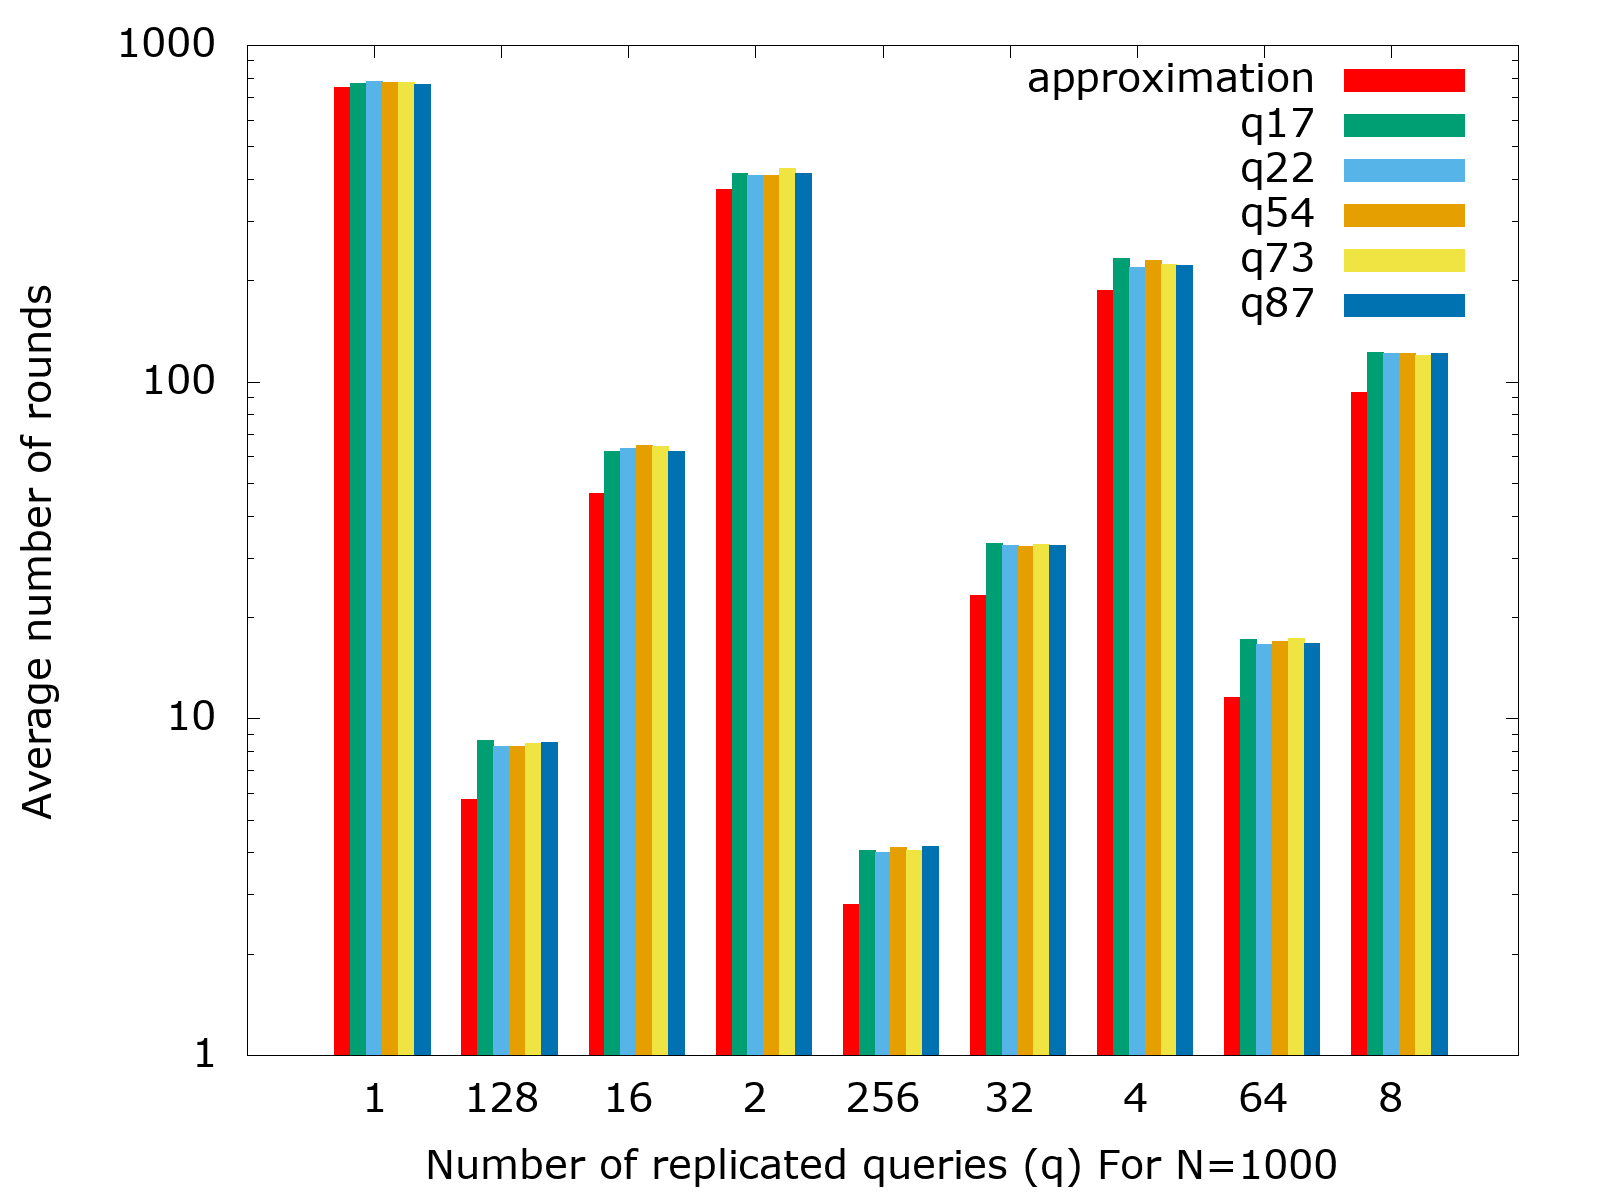 1000
100
10
1
Average number of rounds
approximation
q17
q22
q54
q73
q87
1 128 16 2 256 32 4 64 8
Number of replicated queries (q) For N=1000